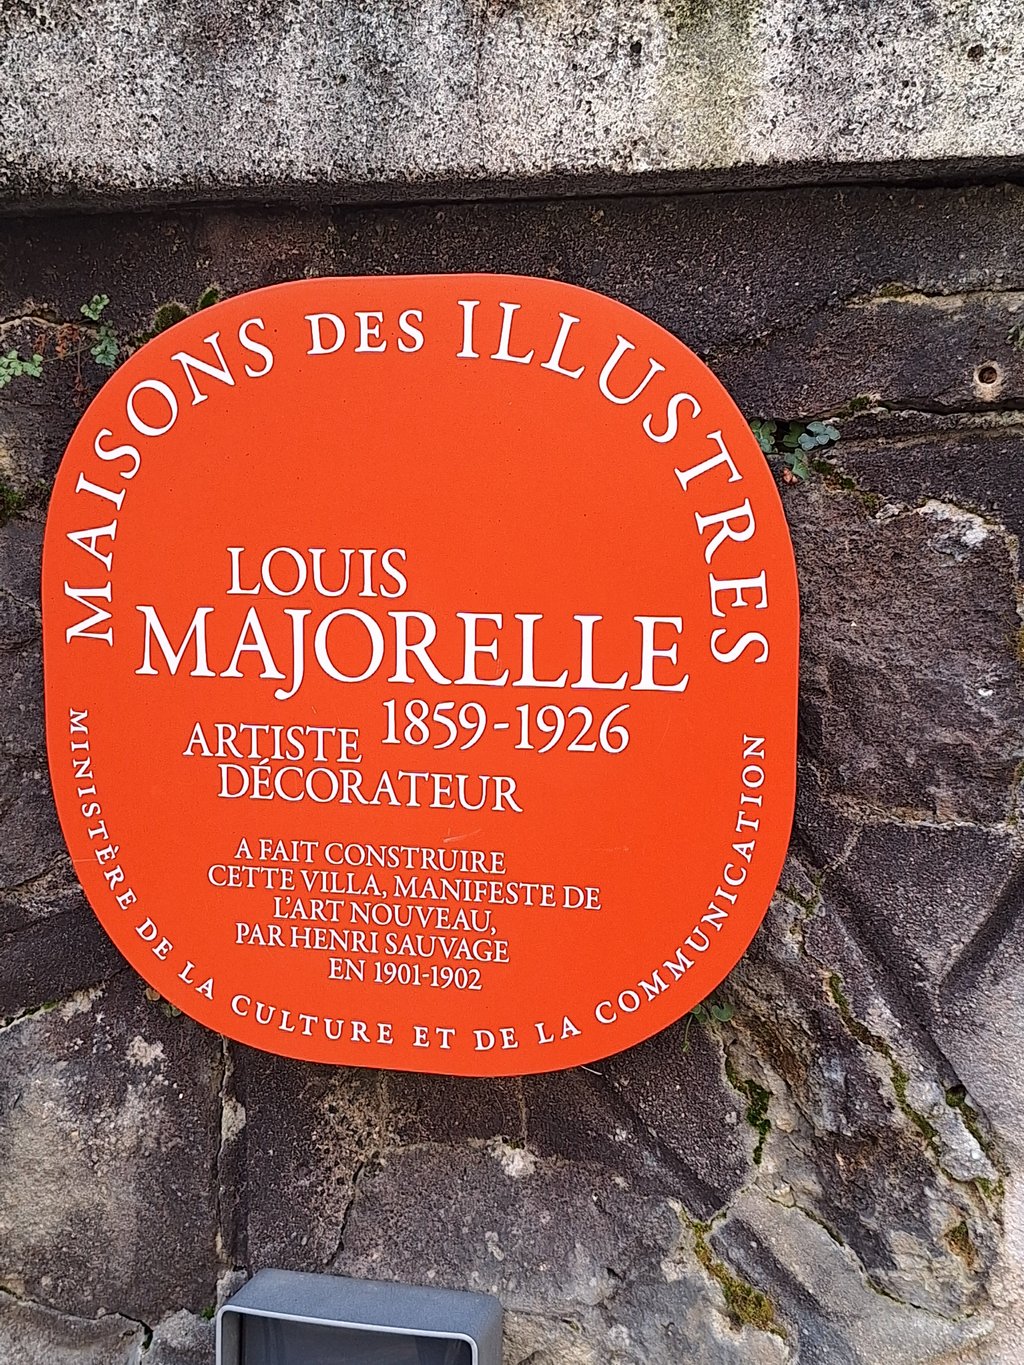 MAISONS DES ILLUSTRES
LOUIS
MAJORELLE
1859-1926
ARTISTE
DÉCORATEUR
A FAIT CONSTRUIRE
CETTE VILLA, MANIFESTE DE
L'ART NOUVEAU,
PAR HENRI SAUVAGE
EN 1901-1902
MINISTÈRE DE LA CULTURE ET DE LA COMMUNICATION